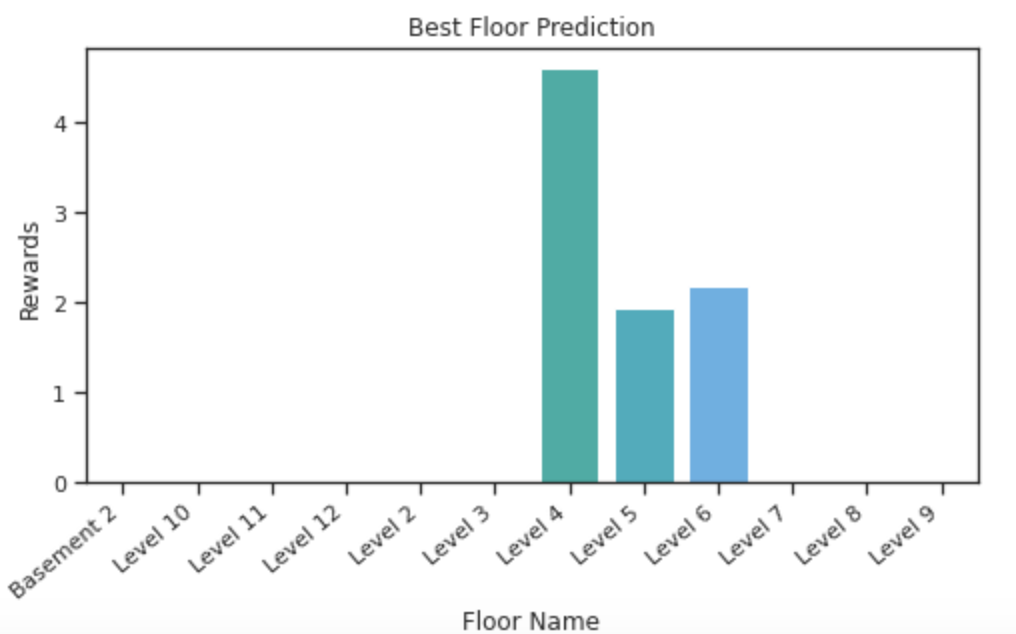 Best Floor Prediction
Rewards
4
3
2
1
0
Basement 2
Level 10
Level 11
Level 12
Level 2
Level 3
Level 4
Level 5
Level 6
Level 7
Level 8
Level 9
Floor Name